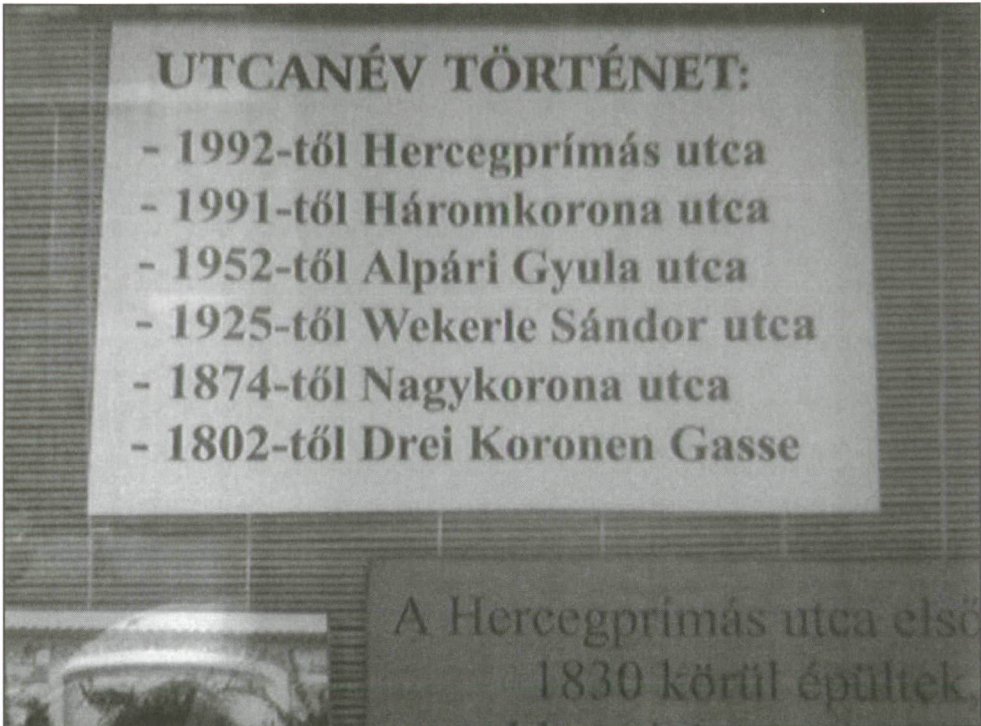 UTCANÉV TÖRTÉNET:
- 1992-től Hercegprímás utca
- 1991-től Háromkorona utca
- 1952-től Alpári Gyula utca
- 1925-től Wekerle Sándor utca
- 1874-től Nagykorona utca
- 1802-től Drei Koronen Gasse
A Hercegprímás utca első
1830 körül épültek,